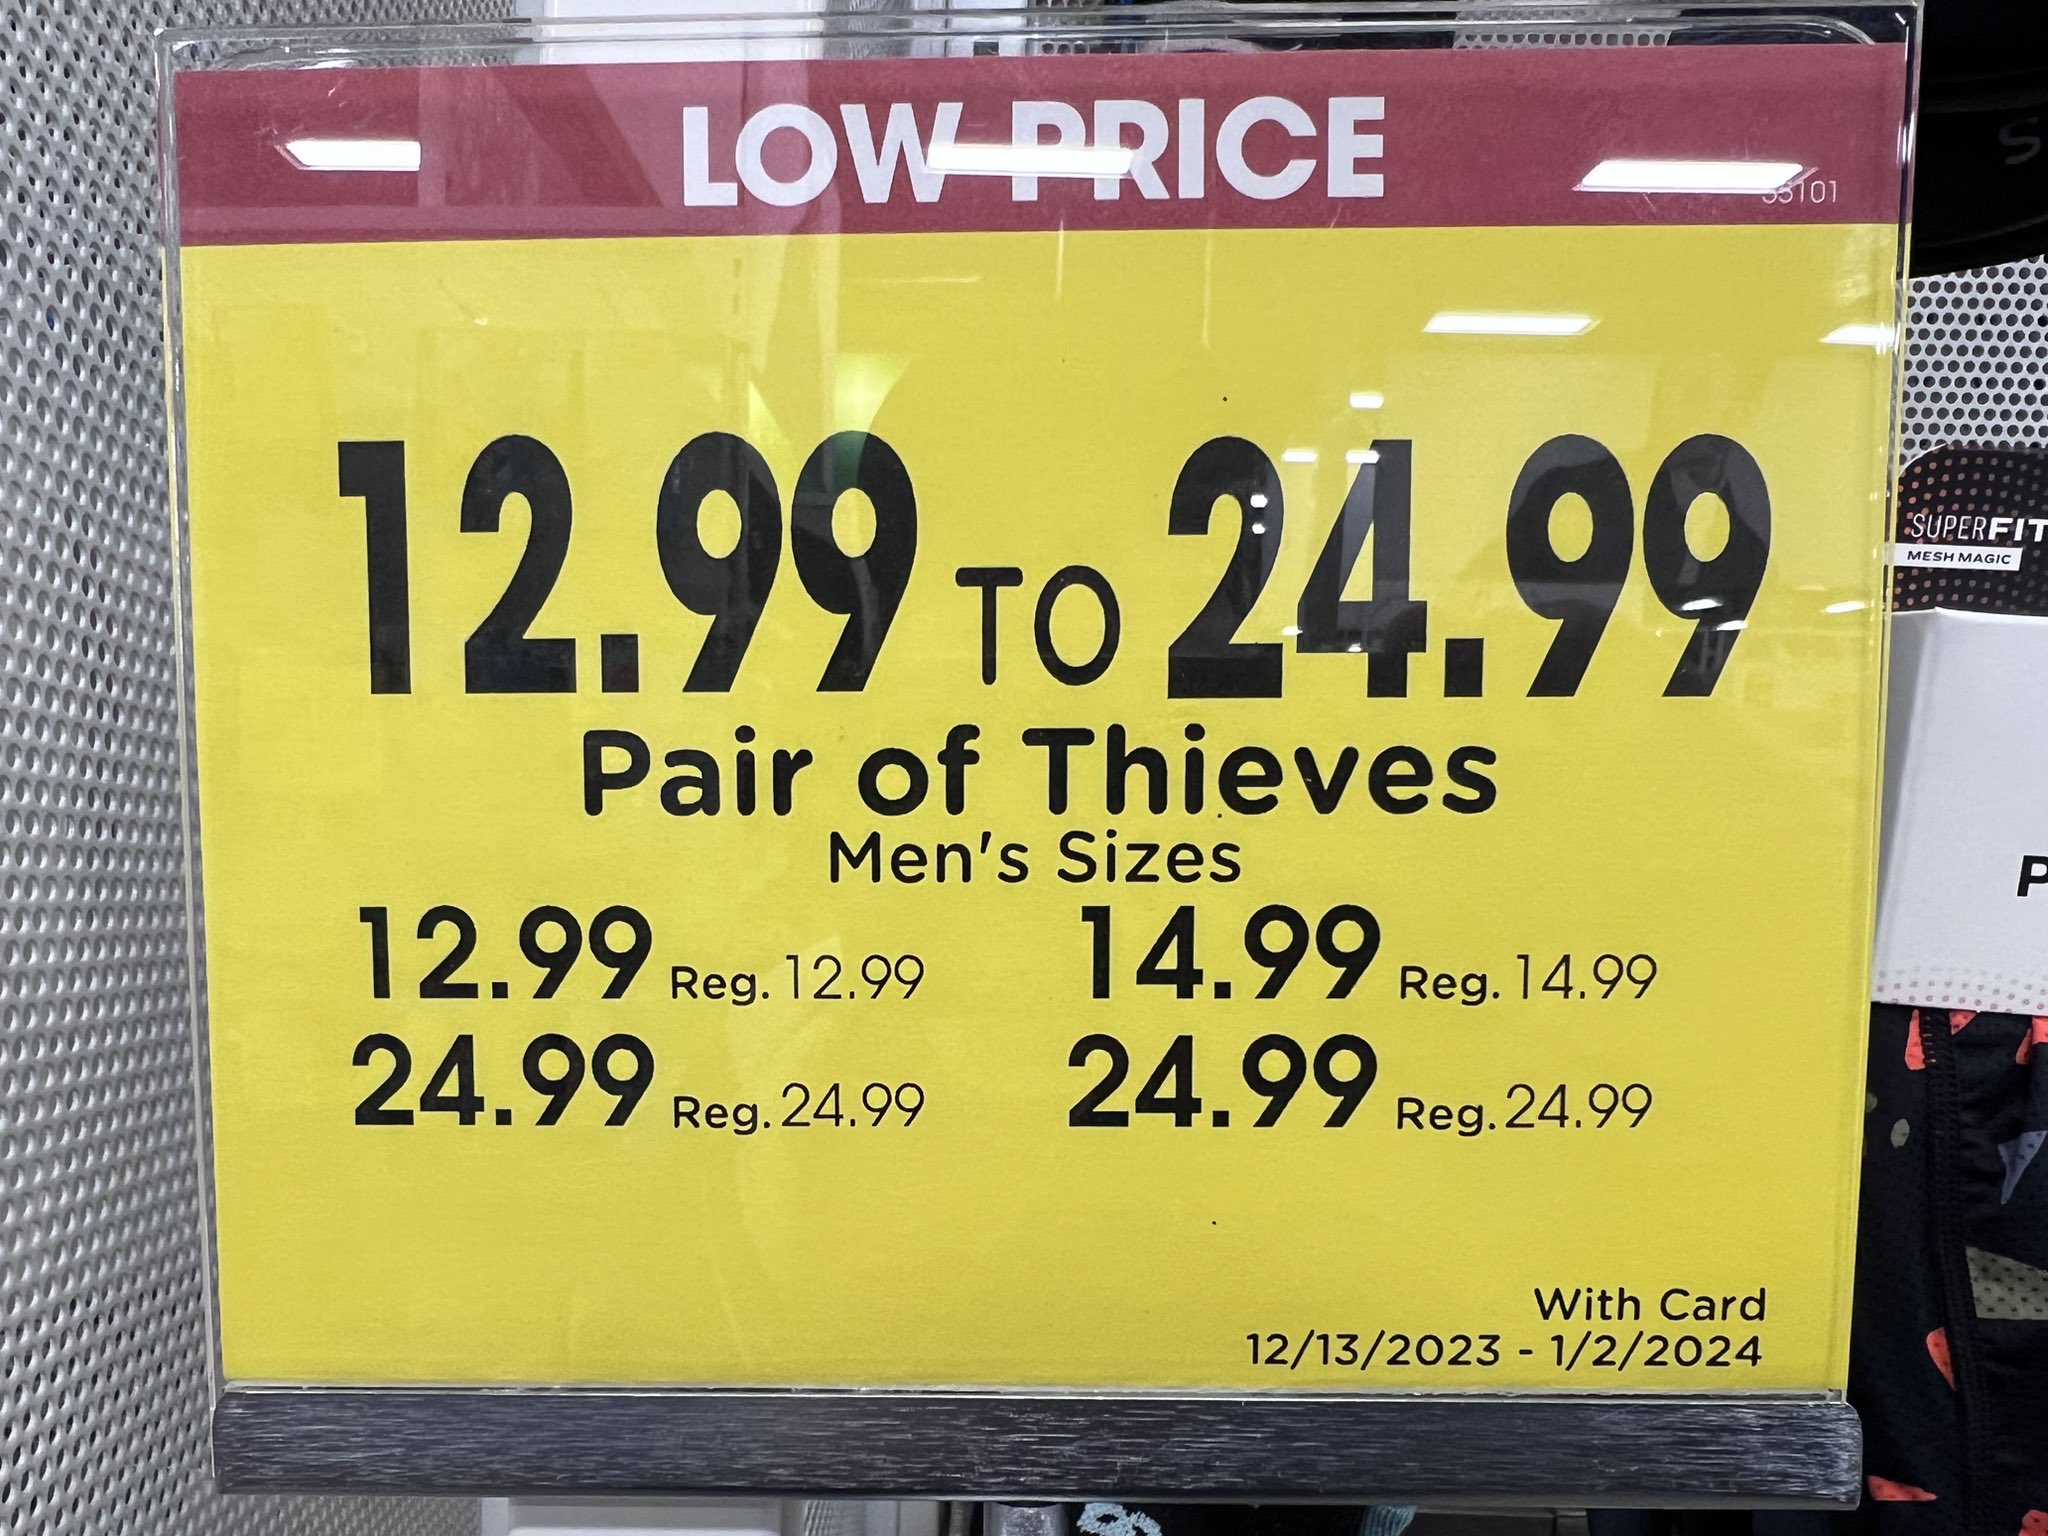 LOW PRICE
12.99 TO 24.99
Pair of Thieves
Men's Sizes
12.99 Reg. 12.99 14.99 Reg. 14.99
24.99 Reg. 24.99 24.99 Reg. 24.99
With Card
12/13/2023 - 1/2/2024
SUPERFIT
MESH MAGIC